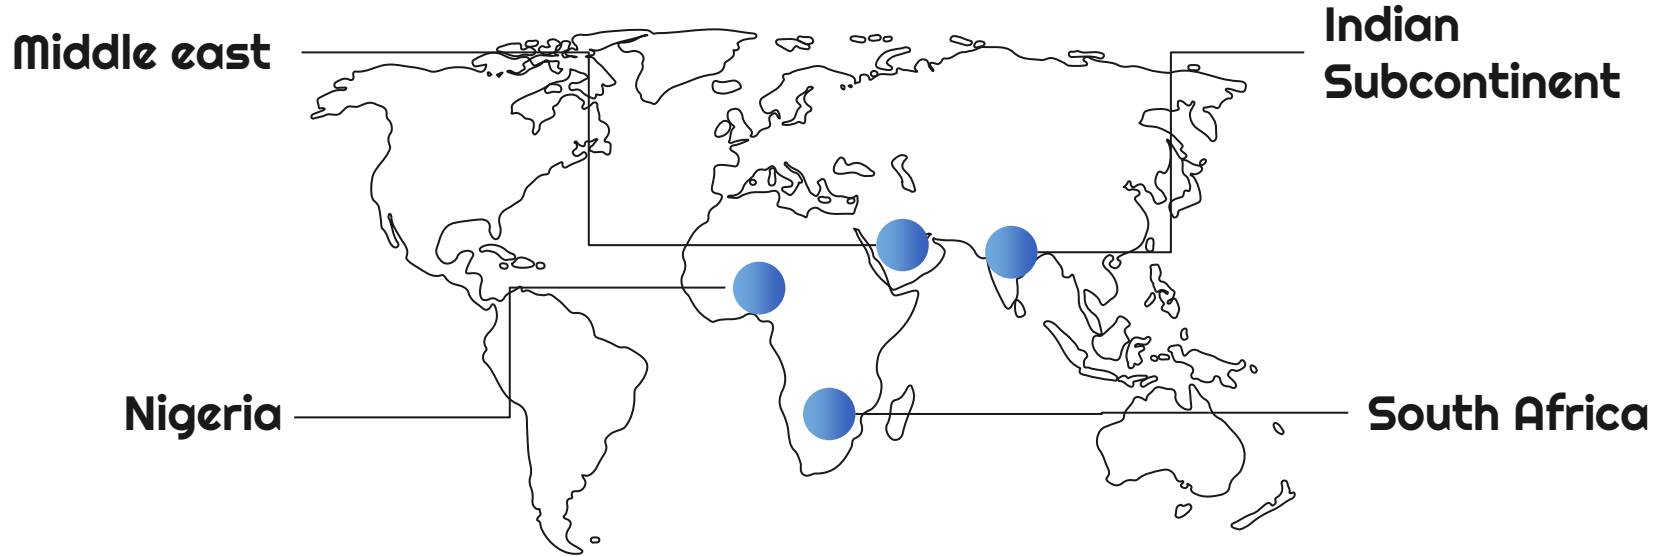 Middle east
Indian
Subcontinent
Nigeria
South Africa